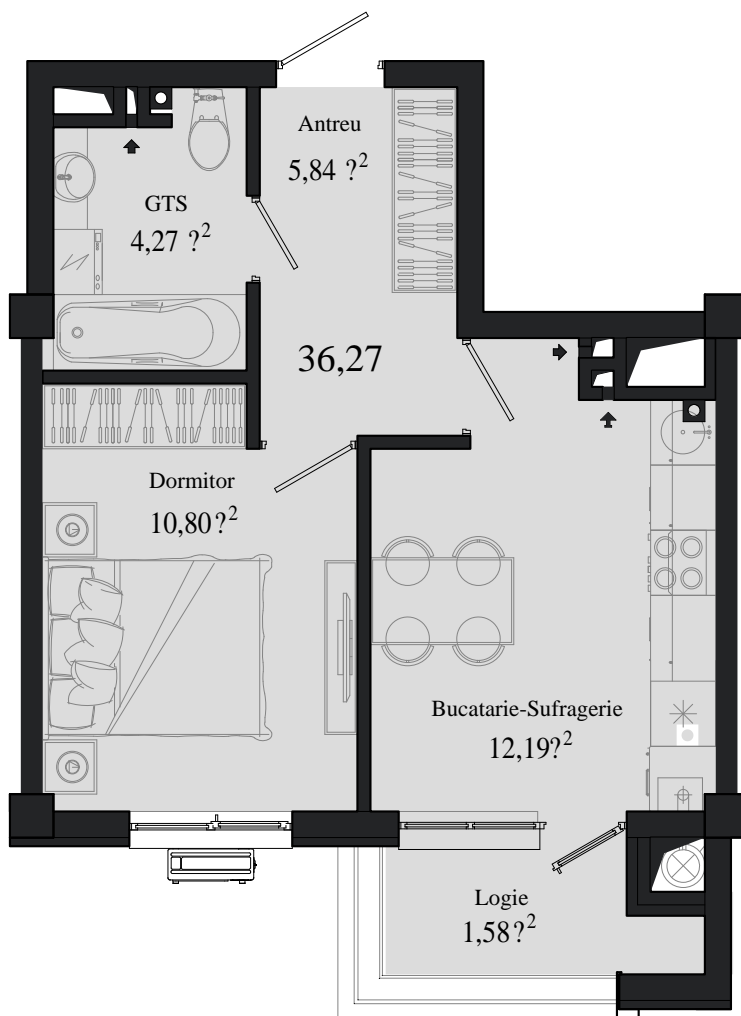 Antreu
5,84 ?²
GTS
4,27 ?²
36,27
Dormitor
10,80?²
Bucatarie-Sufragerie
12,19?²
Logie
1,58?²